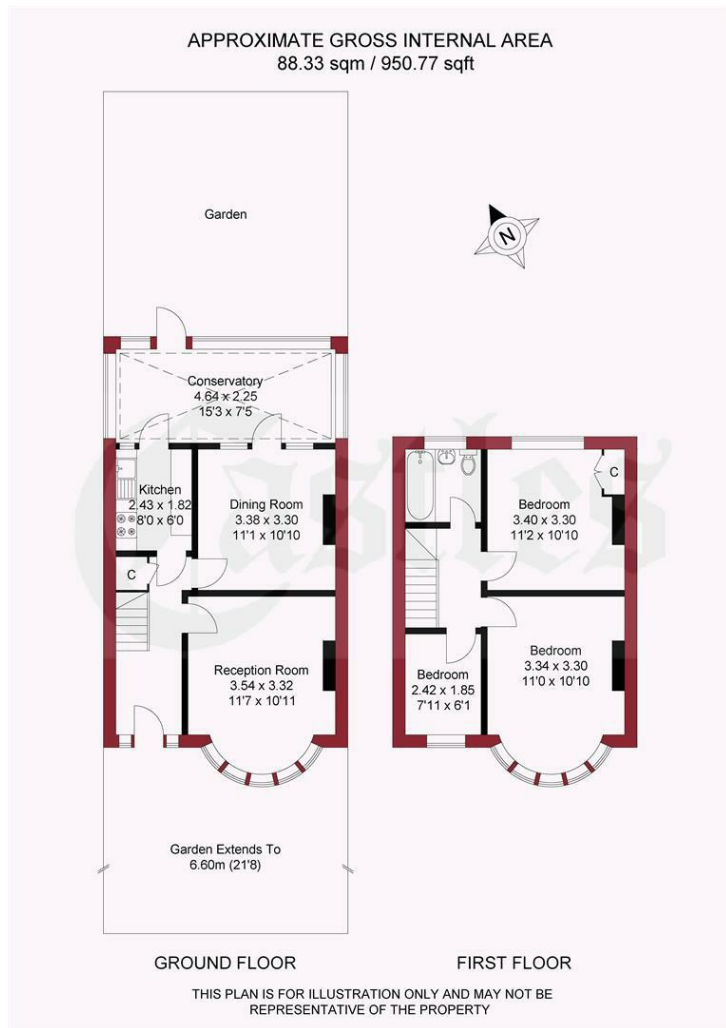 APPROXIMATE GROSS INTERNAL AREA
88.33 sqm / 950.77 sqft
Garden
N
Conservatory
4.64 x 2.25
15'3 x 7'5
Castles
Kitchen
2.43 x 1.82
8'0 x 6'0
Dining Room
3.38 x 3.30
11'1 x 10'10
C
Reception Room
3.54 x 3.32
11'7 x 10'11
Garden Extends To
6.60m (21'8)
C
Bedroom
3.40 x 3.30
11'2 x 10'10
Bedroom
3.34 x 3.30
11'0 x 10'10
Bedroom
2.42 x 1.85
7'11 x 6'1
GROUND FLOOR
FIRST FLOOR
THIS PLAN IS FOR ILLUSTRATION ONLY AND MAY NOT BE
REPRESENTATIVE OF THE PROPERTY